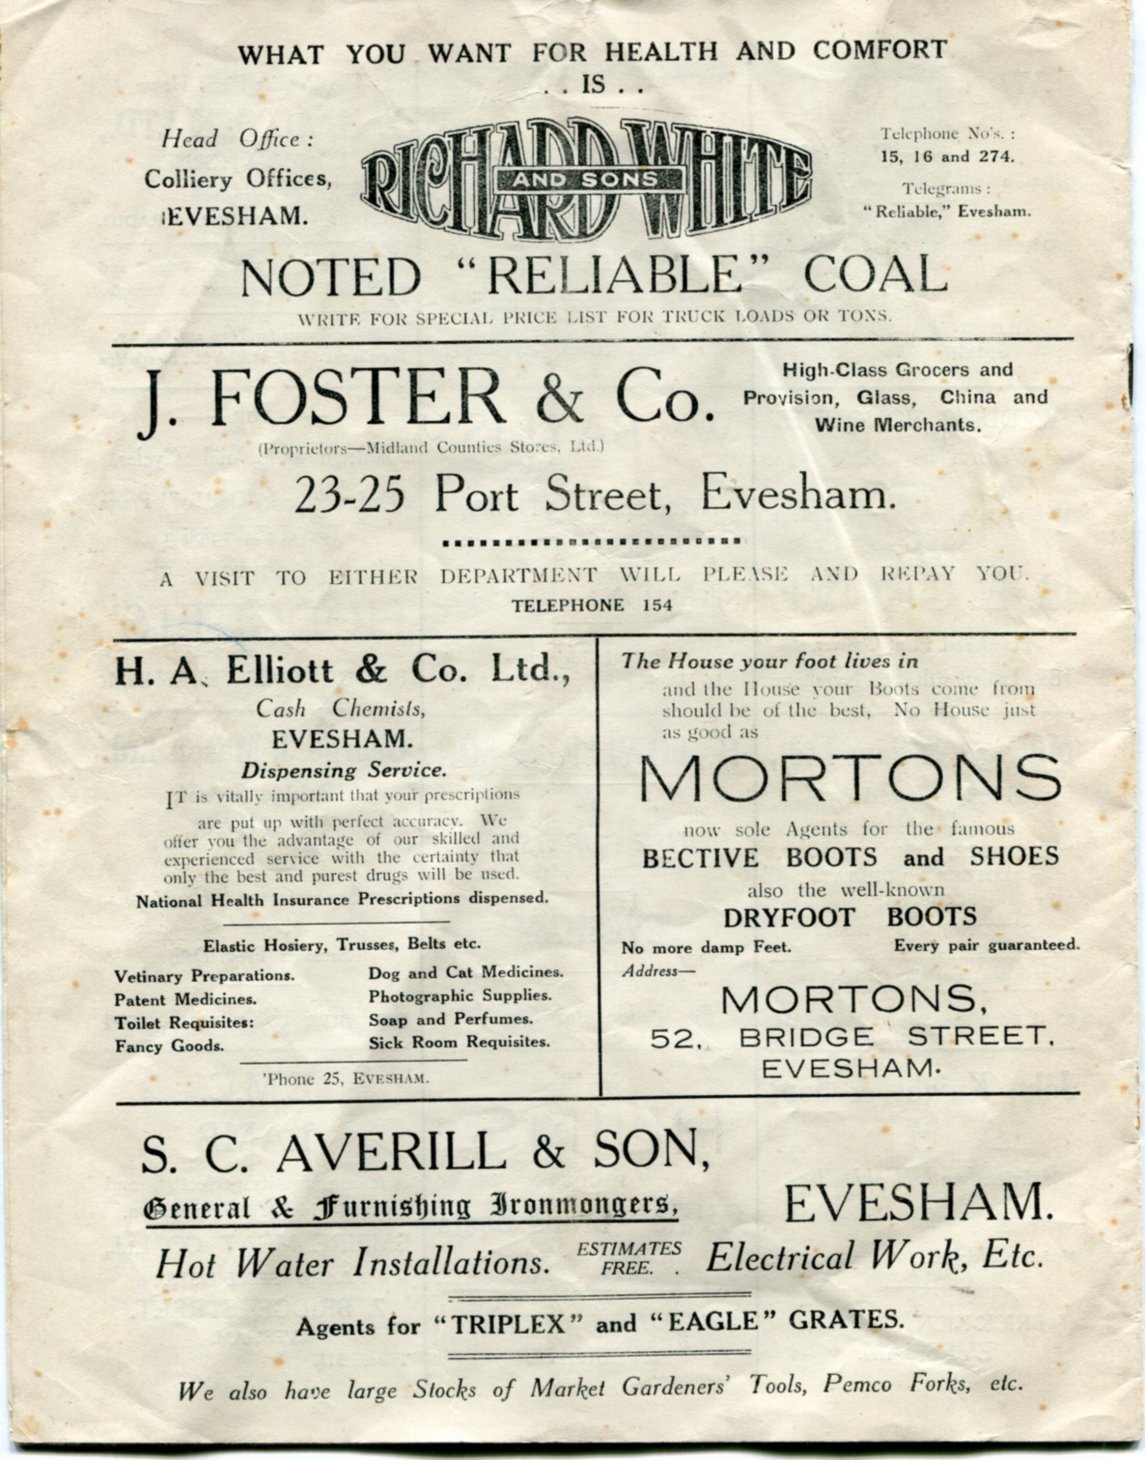 WHAT YOU WANT FOR HEALTH AND COMFORT
. . IS . .
Head Office :
Colliery Offices,
EVESHAM.
RICHARD WHITE
AND SONS
Telephone No's. :
15, 16 and 274.
Telegrams :
"Reliable," Evesham.
NOTED "RELIABLE" COAL
WRITE FOR SPECIAL PRICE LIST FOR TRUCK LOADS OR TONS.
J. FOSTER & Co.
High-Class Grocers and
Provision, Glass, China and
Wine Merchants.
(Proprietors—Midland Counties Stores, Ltd.)
23-25 Port Street, Evesham.
A VISIT TO EITHER DEPARTMENT WILL PLEASE AND REPAY YOU.
TELEPHONE 154
H. A. Elliott & Co. Ltd.,
Cash Chemists,
EVESHAM.
Dispensing Service.
IT is vitally important that your prescriptions
are put up with perfect accuracy. We
offer you the advantage of our skilled and
experienced service with the certainty that
only the best and purest drugs will be used.
National Health Insurance Prescriptions dispensed.
Elastic Hosiery, Trusses, Belts etc.
Vetinary Preparations.
Patent Medicines.
Toilet Requisites:
Fancy Goods.
Dog and Cat Medicines.
Photographic Supplies.
Soap and Perfumes.
Sick Room Requisites.
'Phone 25, EVESHAM.
The House your foot lives in
and the House your Boots come from
should be of the best, No House just
as good as
MORTONS
now sole Agents for the famous
BECTIVE BOOTS and SHOES
also the well-known
DRYFOOT BOOTS
No more damp Feet. Every pair guaranteed.
Address—
MORTONS,
52, BRIDGE STREET.
EVESHAM.
S. C. AVERILL & SON,
General & Furnishing Ironmongers,
EVESHAM.
Hot Water Installations.
ESTIMATES
FREE. .
Electrical Work, Etc.
Agents for "TRIPLEX" and "EAGLE" GRATES.
We also have large Stocks of Market Gardeners' Tools, Pemco Forks, etc.